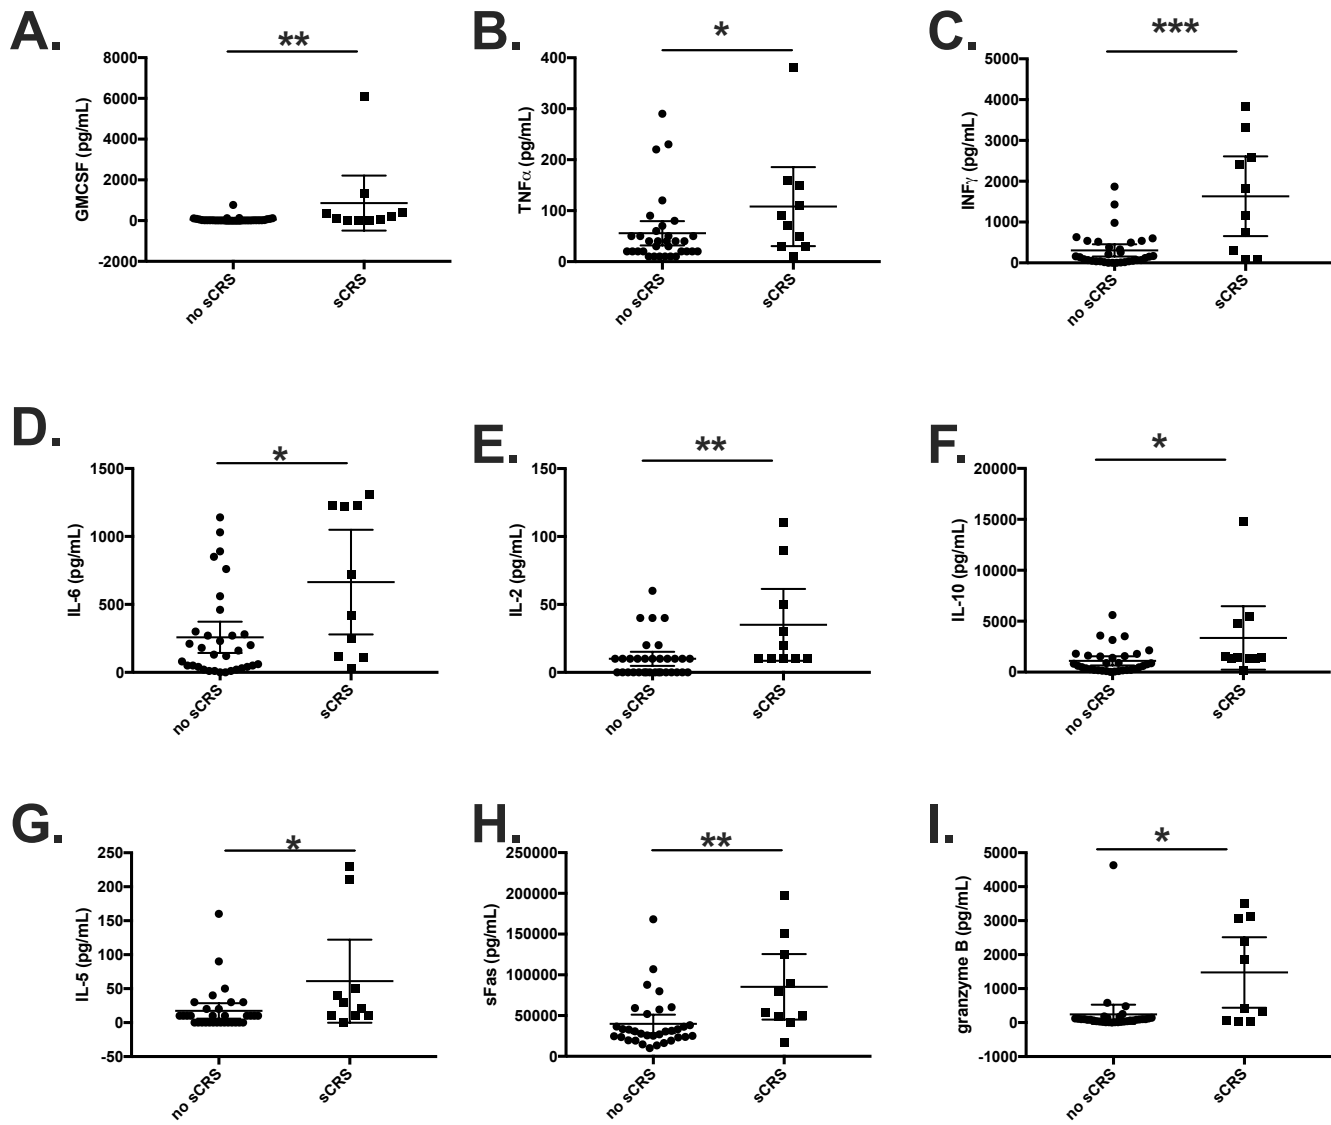 A.
**
8000
6000
4000
2000
0
-2000
GMCSF (pg/mL)
no sCRS
sCRS
B.
*
400
300
200
100
0
TNFα (pg/mL)
no sCRS
sCRS
C.
***
5000
4000
3000
2000
1000
0
INFγ (pg/mL)
no sCRS
sCRS
D.
*
1500
1000
500
0
IL-6 (pg/mL)
no sCRS
sCRS
E.
**
150
100
50
0
IL-2 (pg/mL)
no sCRS
sCRS
F.
*
20000
15000
10000
5000
0
IL-10 (pg/mL)
no sCRS
sCRS
G.
*
250
200
150
100
50
0
-50
IL-5 (pg/mL)
no sCRS
sCRS
H.
**
250000
200000
150000
100000
50000
0
sFas (pg/mL)
no sCRS
sCRS
I.
*
5000
4000
3000
2000
1000
0
-1000
granzyme B (pg/mL)
no sCRS
sCRS